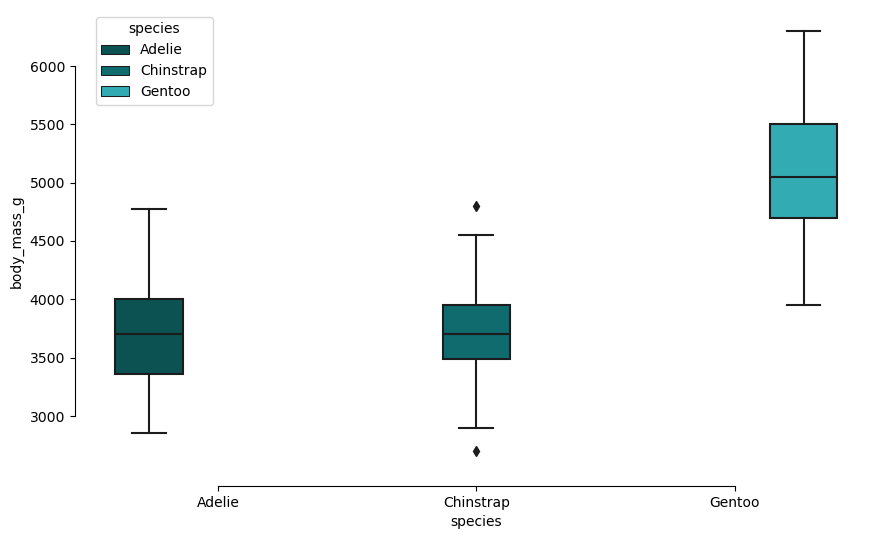 species
Adelie
Chinstrap
Gentoo
6000
5500
5000
4500
4000
3500
3000
body_mass_g
Adelie
Chinstrap
Gentoo
species